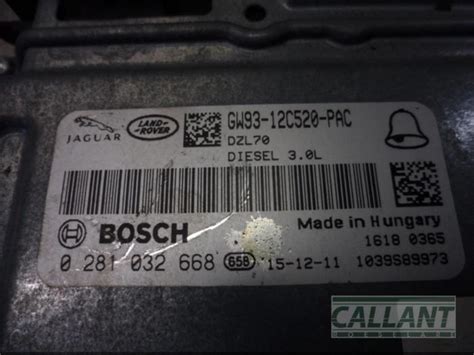 JAGUAR
LAND-
ROVER
GW93-12C520-PAC
DZL70
DIESEL 3.0L
BOSCH
Made in Hungary
1618 0365
0 281 032 668 658 15-12-11 1039S89973
CALLANT